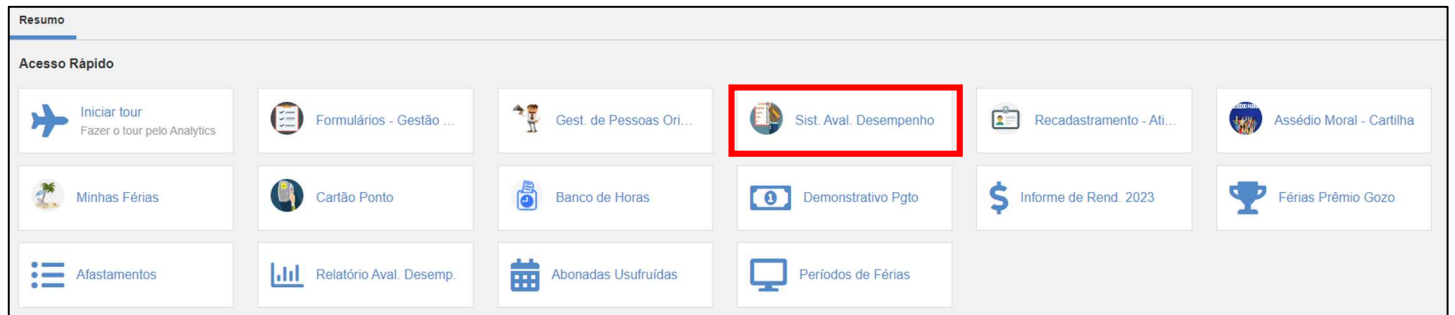 Resumo
Acesso Rápido
Iniciar tour
Fazer o tour pelo Analytics
Formulários - Gestão ...
Gest. de Pessoas Ori...
Sist. Aval. Desempenho
Recadastramento - Ati...
Assédio Moral - Cartilha
Minhas Férias
Cartão Ponto
Banco de Horas
Demonstrativo Pgto
Informe de Rend. 2023
Férias Prêmio Gozo
Afastamentos
Relatório Aval. Desemp.
Abonadas Usufruídas
Períodos de Férias